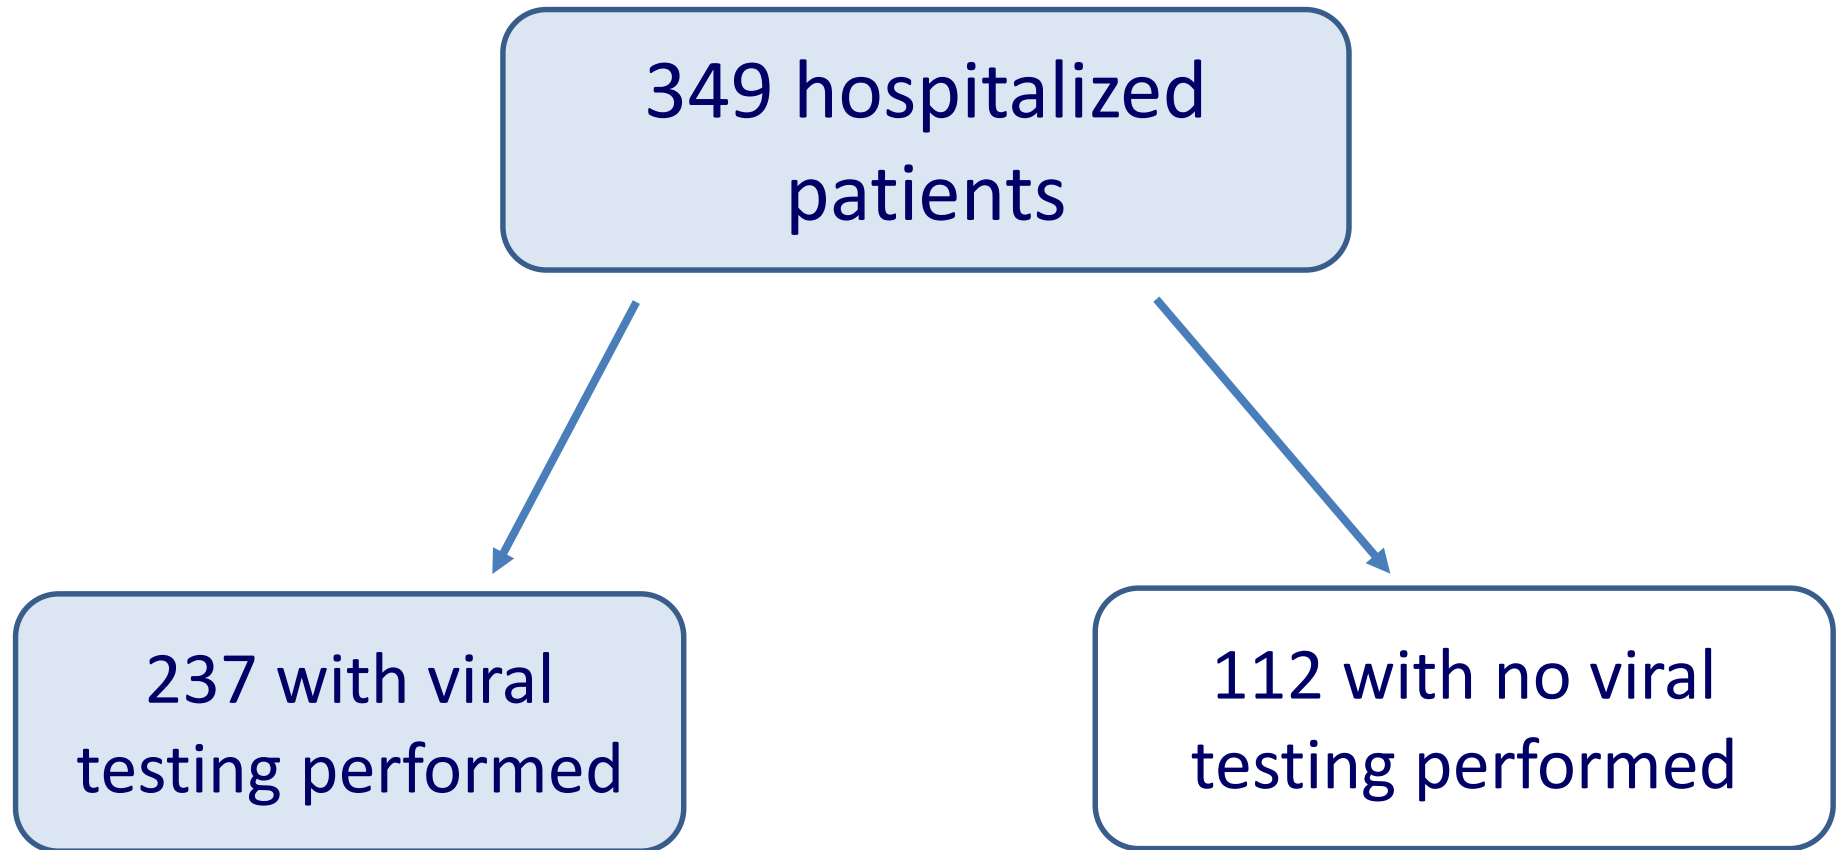 349 hospitalized
patients
237 with viral
testing performed
112 with no viral
testing performed